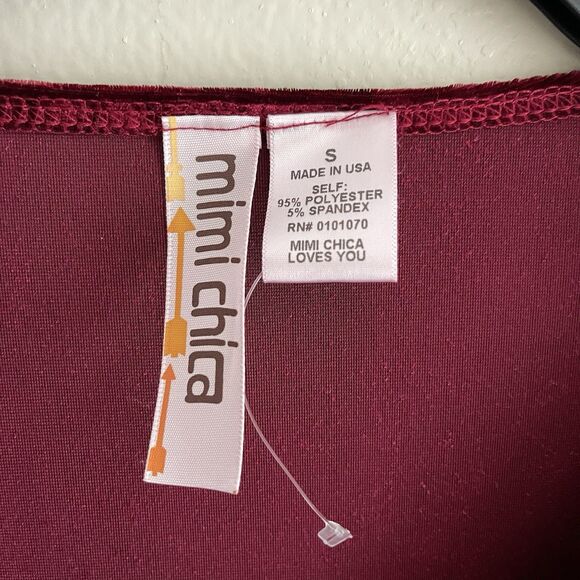 mimi chica
S
MADE IN USA
SELF:
95% POLYESTER
5% SPANDEX
RN# 0101070
MIMI CHICA
LOVES YOU